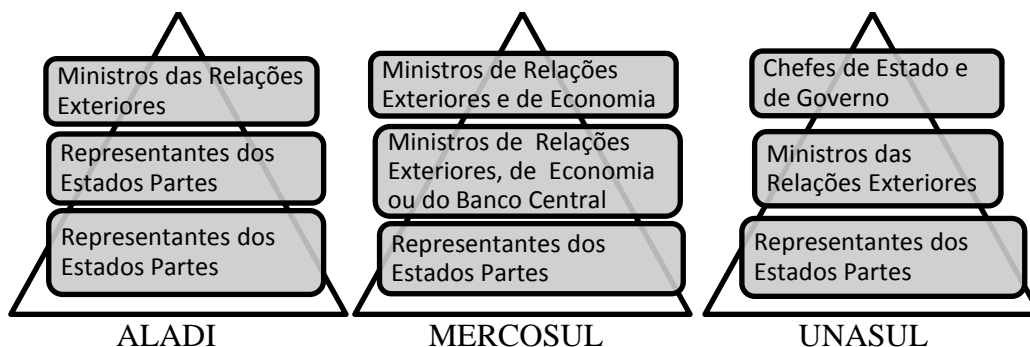 Ministros das Relações
Exteriores
Representantes dos
Estados Partes
Representantes dos
Estados Partes
ALADI
Ministros de Relações
Exteriores e de Economia
Ministros de Relações
Exteriores, de Economia
ou do Banco Central
Representantes dos
Estados Partes
MERCOSUL
Chefes de Estado e
de Governo
Ministros das
Relações Exteriores
Representantes dos
Estados Partes
UNASUL